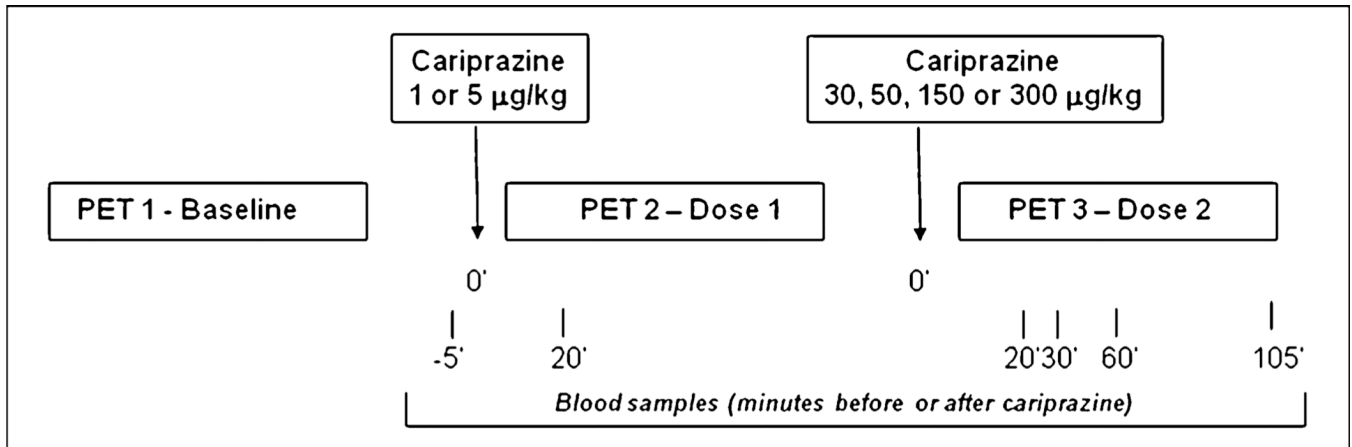 Cariprazine
1 or 5 μg/kg
Cariprazine
30, 50, 150 or 300 μg/kg
PET 1 - Baseline
PET 2 – Dose 1
PET 3 – Dose 2
0'
0'
-5'
20'
20'
30'
60'
105'
Blood samples (minutes before or after cariprazine)